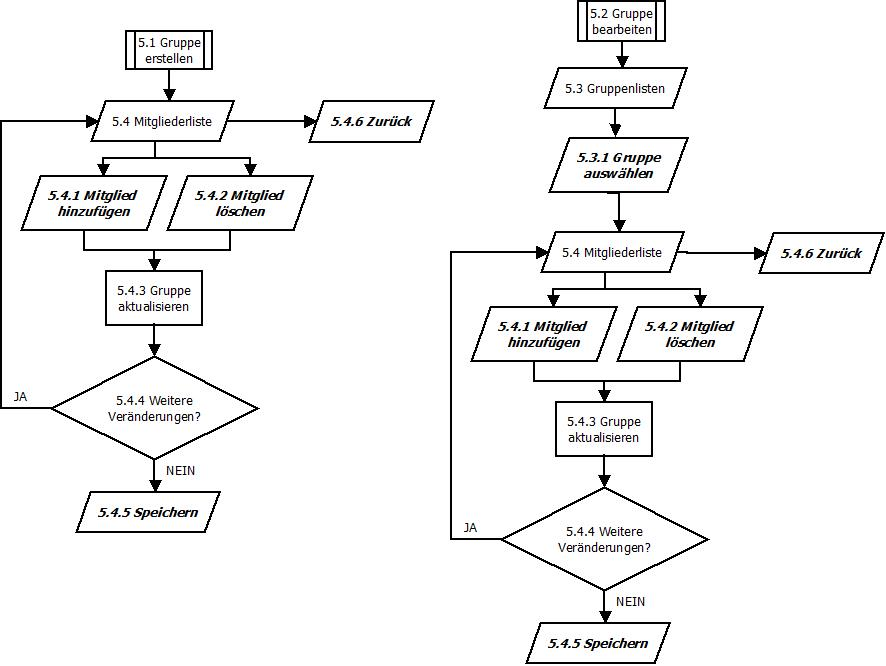 5.1 Gruppe
erstellen
5.4 Mitgliederliste
5.4.6 Zurück
5.4.1 Mitglied
hinzufügen
5.4.2 Mitglied
löschen
5.4.3 Gruppe
aktualisieren
5.4.4 Weitere
Veränderungen?
JA
NEIN
5.4.5 Speichern
5.2 Gruppe
bearbeiten
5.3 Gruppenlisten
5.3.1 Gruppe
auswählen
5.4 Mitgliederliste
5.4.6 Zurück
5.4.1 Mitglied
hinzufügen
5.4.2 Mitglied
löschen
5.4.3 Gruppe
aktualisieren
5.4.4 Weitere
Veränderungen?
JA
NEIN
5.4.5 Speichern